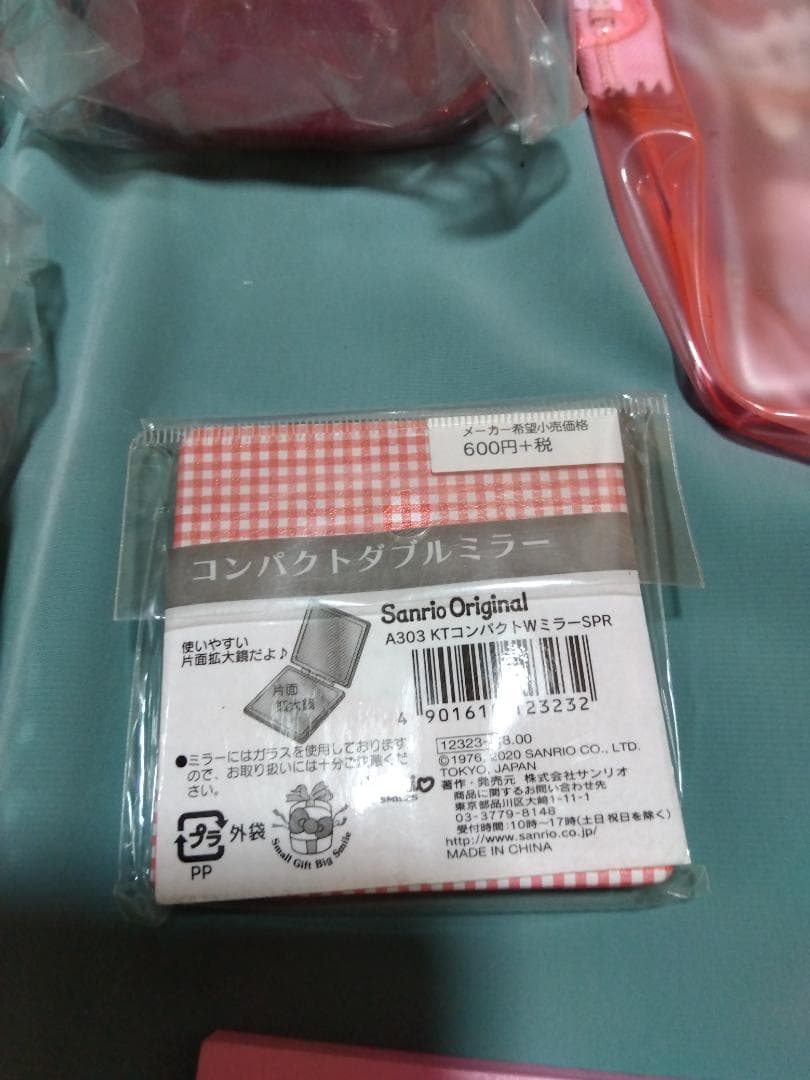 メーカー希望小売価格
600円+税
コンパクトダブルミラー
Sanrio Original
A303 KTコンパクトWミラーSPR
使いやすい
片面拡大鏡だよ♪
片面
拡大鏡
4 90161 23232
●ミラーにはガラスを使用しております
ので、お取り扱いには十分ご注意くだ
さい。
12323- 8.00
©1976, 2020 SANRIO CO., LTD.
TOKYO, JAPAN
著作・発売元 株式会社サンリオ
商品に関するお問い合わせ先
東京都品川区大崎1-11-1
03-3779-8148
受付時間:10時~17時(土日祝日を除く)
http://www.sanrio.co.jp/
MADE IN CHINA
SMILES
プラ 外袋
PP
Small Gift Big Smile